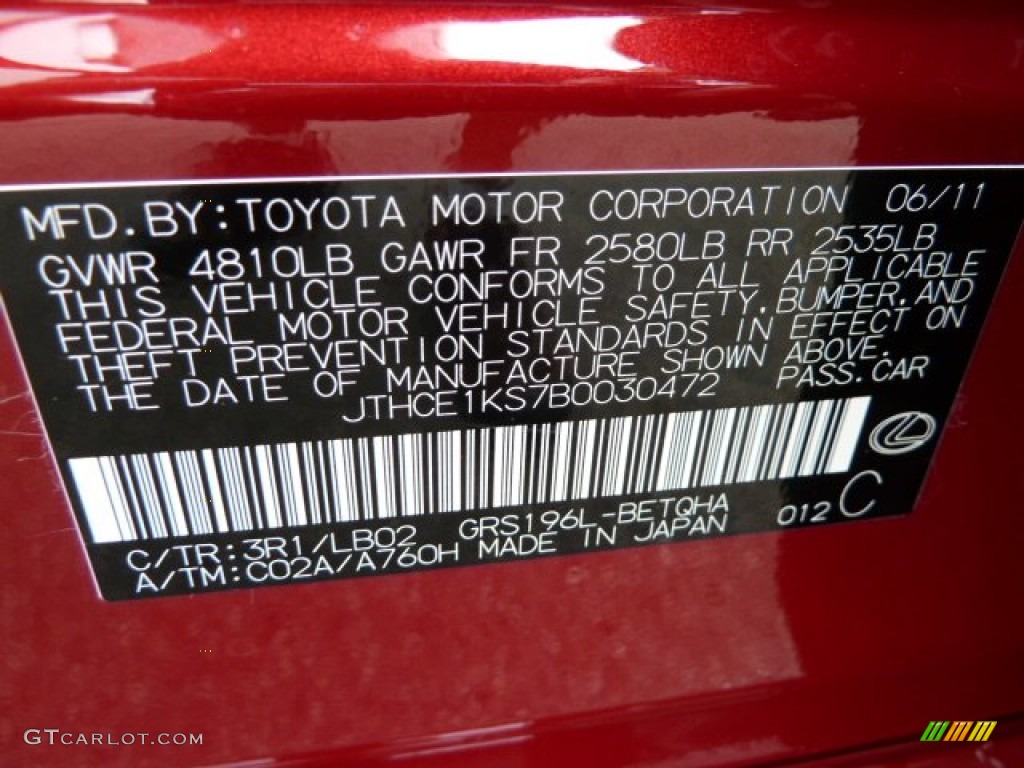 MFD. BY: TOYOTA MOTOR CORPORATION 06/11
GVWR 4810LB GAWR FR 2580LB RR 2535LB
THIS VEHICLE CONFORMS TO ALL APPLICABLE
FEDERAL MOTOR VEHICLE SAFETY, BUMPER, AND
THEFT PREVENTION STANDARDS IN EFFECT ON
THE DATE OF MANUFACTURE SHOWN ABOVE.
JTHCE1KS7B0030472 PASS. CAR
C/TR: 3R1/LB02 GRS196L-BETQHA 012 C
A/TM: C02A/A760H MADE IN JAPAN
GTCARLOT.COM